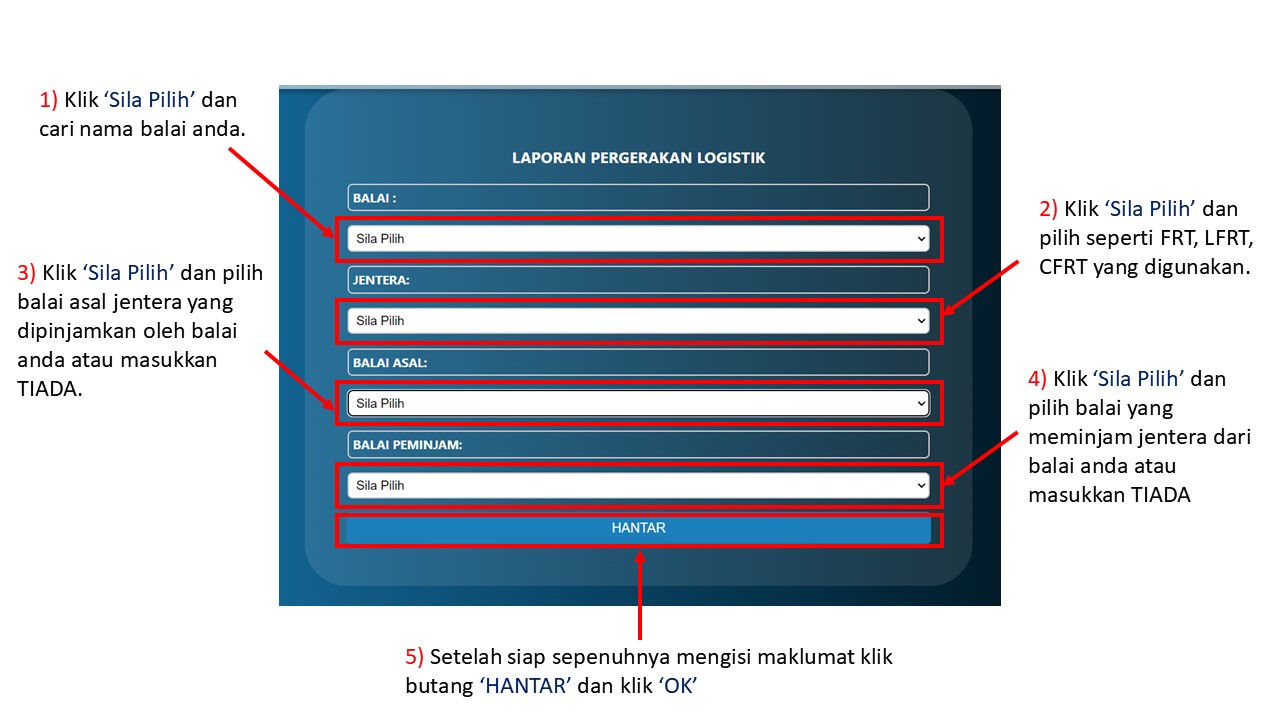 1) Klik ‘Sila Pilih’ dan
cari nama balai anda.
LAPORAN PERGERAKAN LOGISTIK
BALAI :
Sila Pilih
2) Klik ‘Sila Pilih’ dan
pilih seperti FRT, LFRT,
CFRT yang digunakan.
3) Klik ‘Sila Pilih’ dan pilih
balai asal jentera yang
dipinjamkan oleh balai
anda atau masukkan
TIADA.
JENTERA:
Sila Pilih
BALAI ASAL:
Sila Pilih
4) Klik ‘Sila Pilih’ dan
pilih balai yang
meminjam jentera dari
balai anda atau
masukkan TIADA
BALAI PEMINJAM:
Sila Pilih
HANTAR
5) Setelah siap sepenuhnya mengisi maklumat klik
butang ‘HANTAR’ dan klik ‘OK’